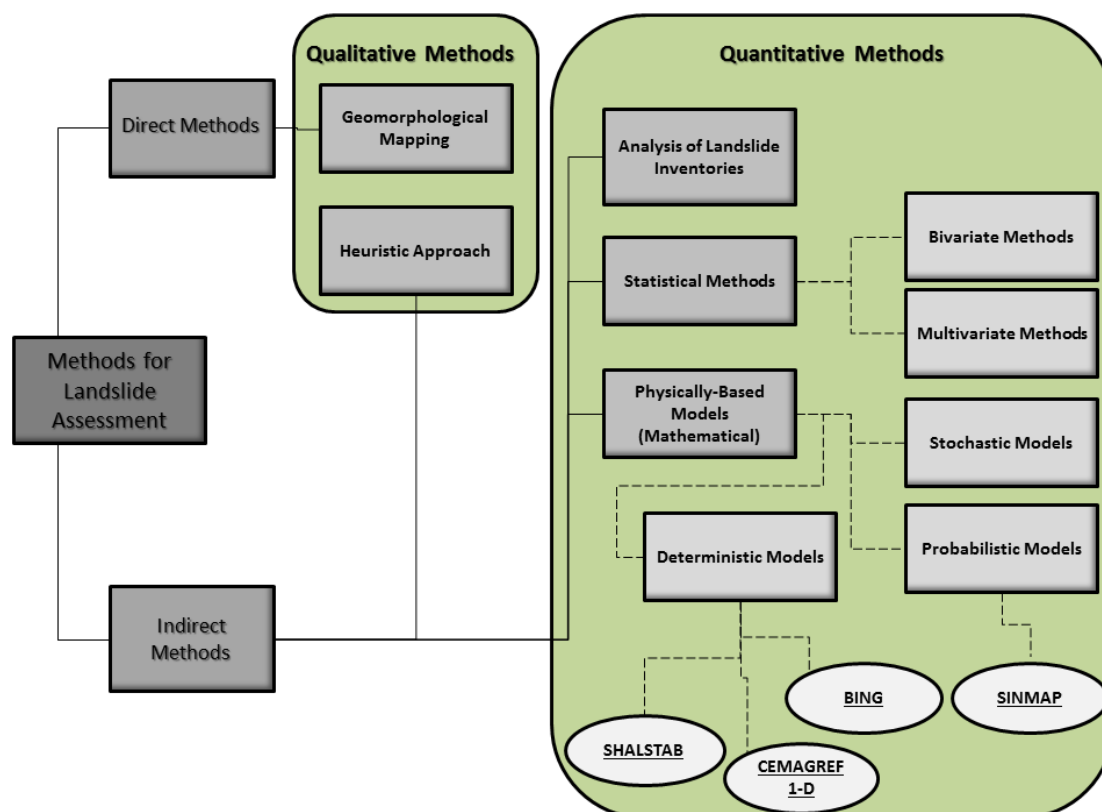 Qualitative Methods
Quantitative Methods
Direct Methods
Geomorphological
Mapping
Heuristic Approach
Methods for
Landslide
Assessment
Indirect
Methods
Analysis of Landslide
Inventories
Statistical Methods
Bivariate Methods
Multivariate Methods
Physically-Based
Models
(Mathematical)
Stochastic Models
Deterministic Models
Probabilistic Models
BING
SINMAP
SHALSTAB
CEMAGREF
1-D